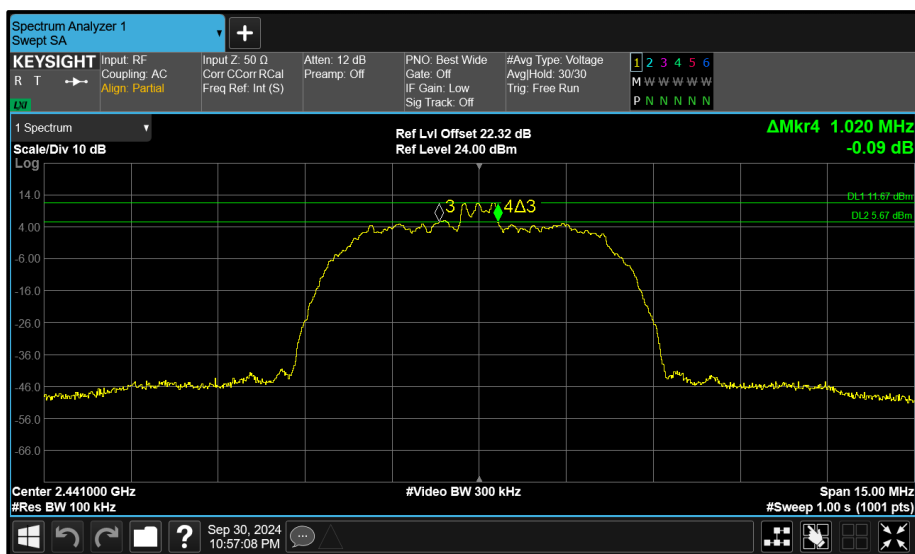 Spectrum Analyzer 1
Swept SA
+
KEYSIGHT
R T
LXI
Input: RF
Coupling: AC
Align: Partial
Input Z: 50 Ω
Corr CCorr RCal
Freq Ref: Int (S)
Atten: 12 dB
Preamp: Off
PNO: Best Wide
Gate: Off
IF Gain: Low
Sig Track: Off
#Avg Type: Voltage
Avg|Hold: 30/30
Trig: Free Run
1 2 3 4 5 6
M W W W W W
P N N N N N
1 Spectrum
Scale/Div 10 dB
Log
Ref Lvl Offset 22.32 dB
Ref Level 24.00 dBm
ΔMkr4 1.020 MHz
-0.09 dB
DL1 11.67 dBm
DL2 5.67 dBm
3
4Δ3
14.0
4.00
-6.00
-16.0
-26.0
-36.0
-46.0
-56.0
-66.0
Center 2.441000 GHz
#Res BW 100 kHz
#Video BW 300 kHz
Span 15.00 MHz
#Sweep 1.00 s (1001 pts)
?
Sep 30, 2024
10:57:08 PM